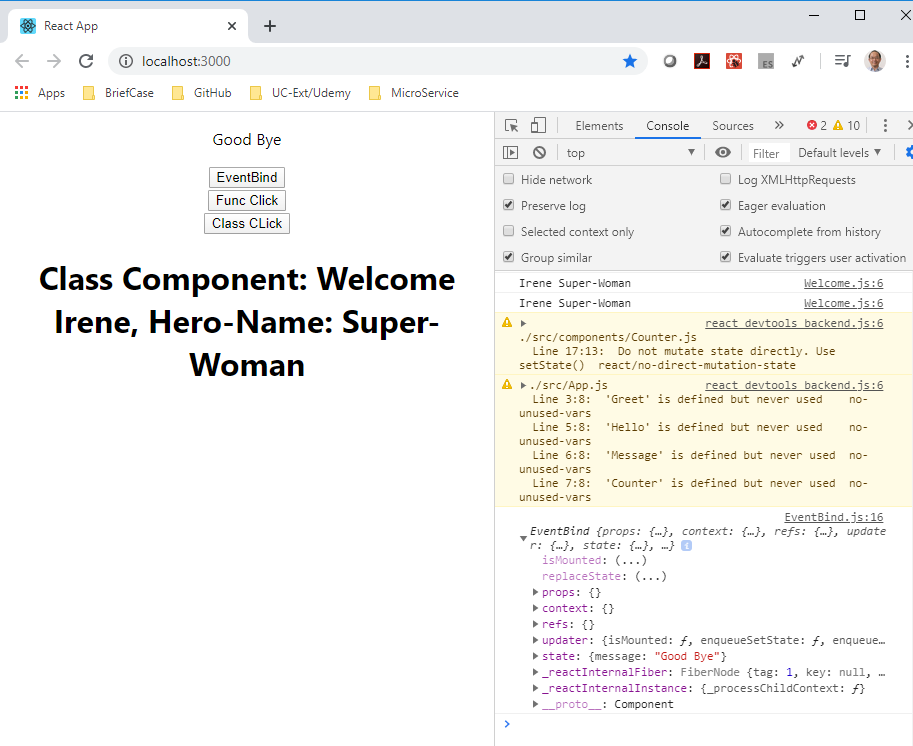 React App
localhost:3000
ES
Apps
BriefCase
GitHub
UC-Ext/Udemy
MicroService
Good Bye
EventBind
Func Click
Class CLick
Class Component: Welcome
Irene, Hero-Name: Super-
Woman
Elements
Console
Sources
2
10
top
Filter
Default levels
Hide network
Log XMLHttpRequests
Preserve log
Eager evaluation
Selected context only
Autocomplete from history
Group similar
Evaluate triggers user activation
Irene Super-Woman Welcome.js:6
Irene Super-Woman Welcome.js:6
react_devtools_backend.js:6
./src/components/Counter.js
Line 17:13: Do not mutate state directly. Use
setState() react/no-direct-mutation-state
./src/App.js react_devtools_backend.js:6
Line 3:8: 'Greet' is defined but never used no-
unused-vars
Line 5:8: 'Hello' is defined but never used no-
unused-vars
Line 6:8: 'Message' is defined but never used no-
unused-vars
Line 7:8: 'Counter' is defined but never used no-
unused-vars
EventBind.js:16
EventBind {props: {…}, context: {…}, refs: {…}, update
r: {…}, state: {…}, …} i
isMounted: (...)
replaceState: (...)
props: {}
context: {}
refs: {}
updater: {isMounted: ƒ, enqueueSetState: ƒ, enqueue…
state: {message: "Good Bye"}
_reactInternalFiber: FiberNode {tag: 1, key: null, …
_reactInternalInstance: {_processChildContext: ƒ}
__proto__: Component